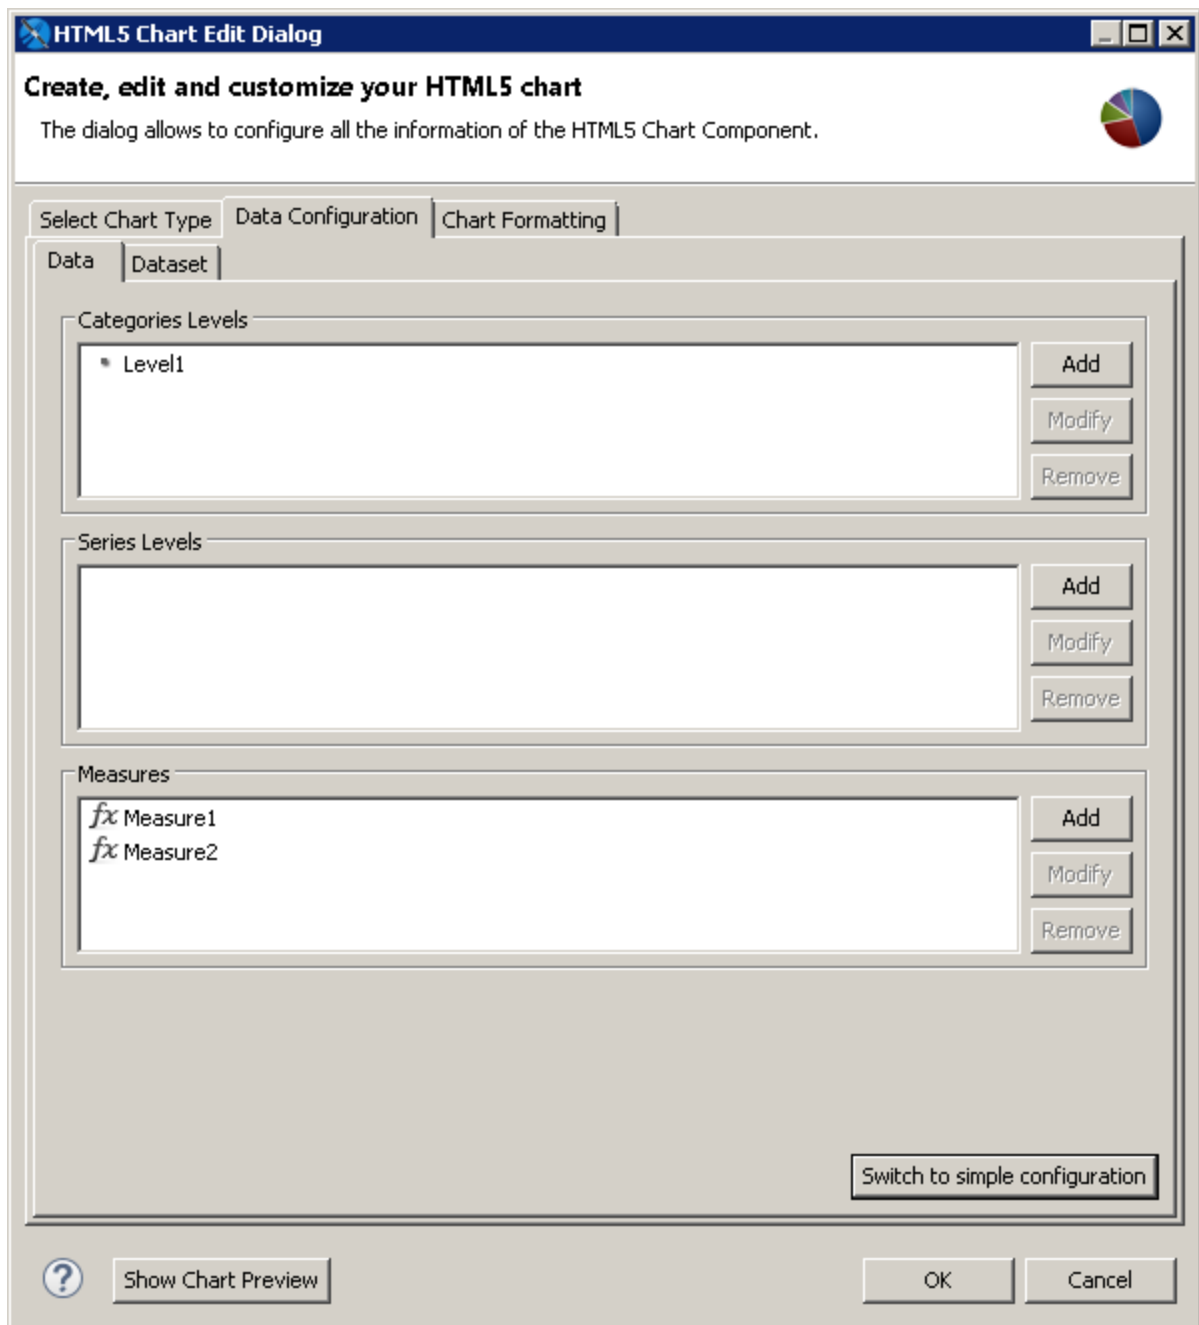 HTML5 Chart Edit Dialog
Create, edit and customize your HTML5 chart
The dialog allows to configure all the information of the HTML5 Chart Component.
Select Chart Type Data Configuration Chart Formatting
Data Dataset
Categories Levels
Level1 Add
Modify
Remove
Series Levels
Add
Modify
Remove
Measures
fx Measure1 Add
fx Measure2
Modify
Remove
Switch to simple configuration
? Show Chart Preview OK Cancel